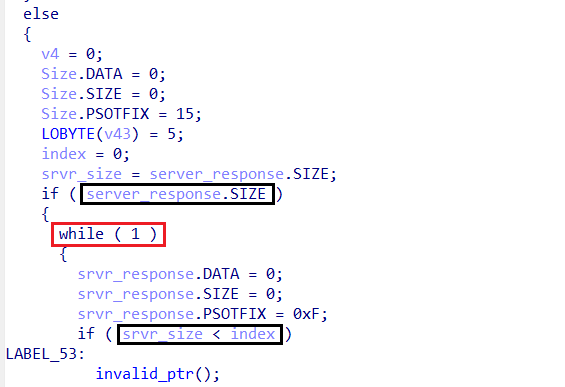 else
{
v4 = 0;
Size.DATA = 0;
Size.SIZE = 0;
Size.PSOTFIX = 15;
LOBYTE(v43) = 5;
index = 0;
srvr_size = server_response.SIZE;
if ( server_response.SIZE )
{
while ( 1 )
{
srvr_response.DATA = 0;
srvr_response.SIZE = 0;
srvr_response.PSOTFIX = 0xF;
if ( srvr_size < index )
LABEL_53:
invalid_ptr();